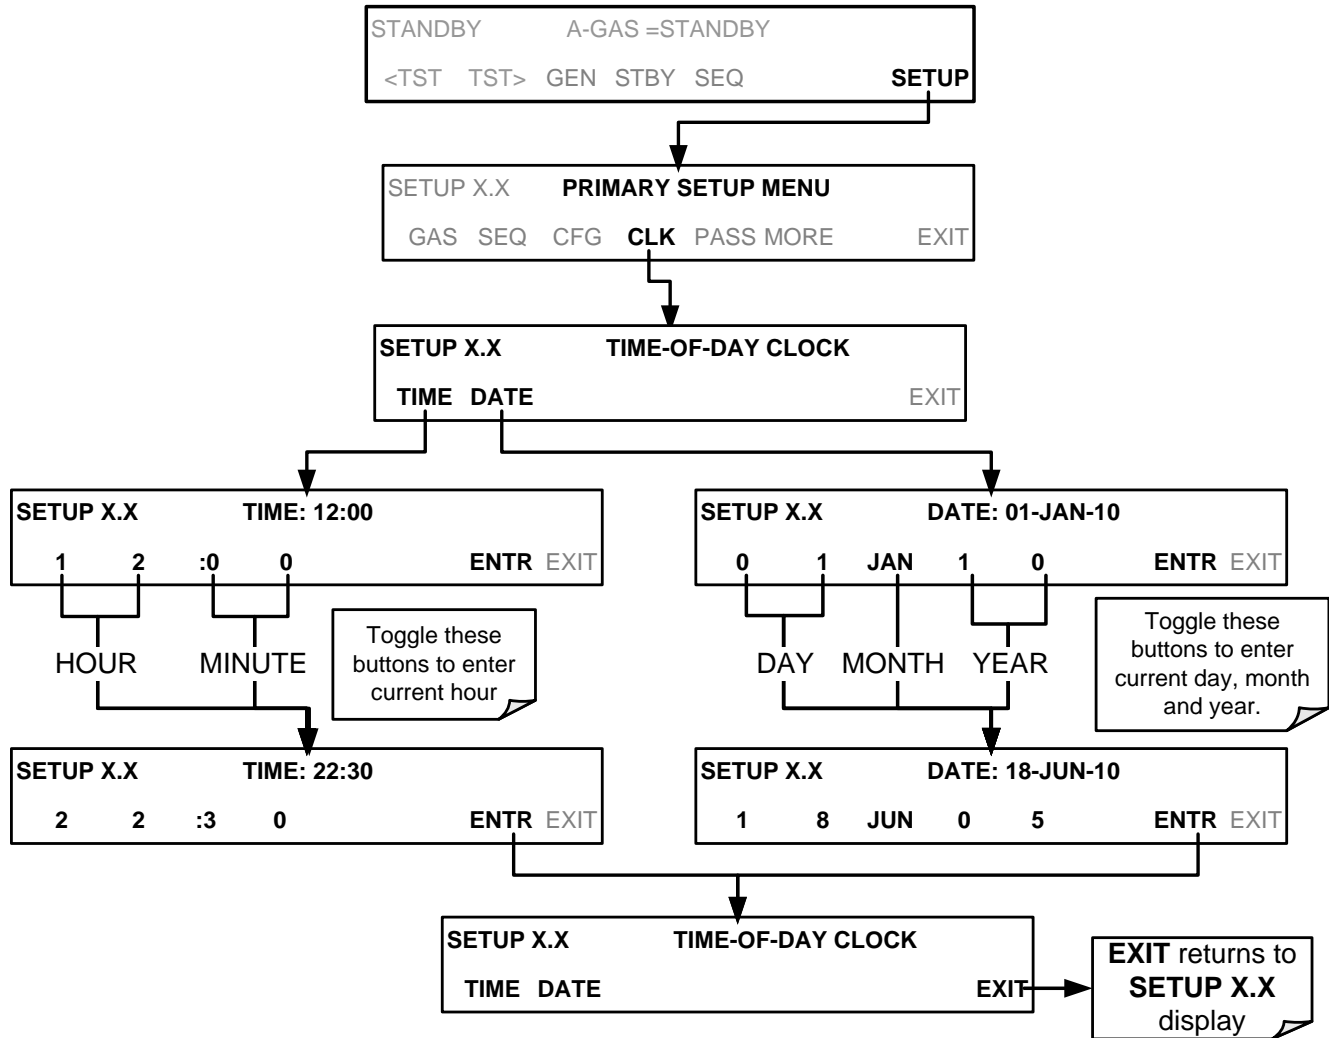 STANDBY A-GAS =STANDBY
<TST TST> GEN STBY SEQ SETUP
SETUP X.X PRIMARY SETUP MENU
GAS SEQ CFG CLK PASS MORE EXIT
SETUP X.X TIME-OF-DAY CLOCK
TIME DATE EXIT
SETUP X.X TIME: 12:00
1 2 :0 0 ENTR EXIT
HOUR MINUTE
Toggle these
buttons to enter
current hour
SETUP X.X TIME: 22:30
2 2 :3 0 ENTR EXIT
SETUP X.X DATE: 01-JAN-10
0 1 JAN 1 0 ENTR EXIT
DAY MONTH YEAR
Toggle these
buttons to enter
current day, month
and year.
SETUP X.X DATE: 18-JUN-10
1 8 JUN 0 5 ENTR EXIT
SETUP X.X TIME-OF-DAY CLOCK
TIME DATE EXIT
EXIT returns to
SETUP X.X
display